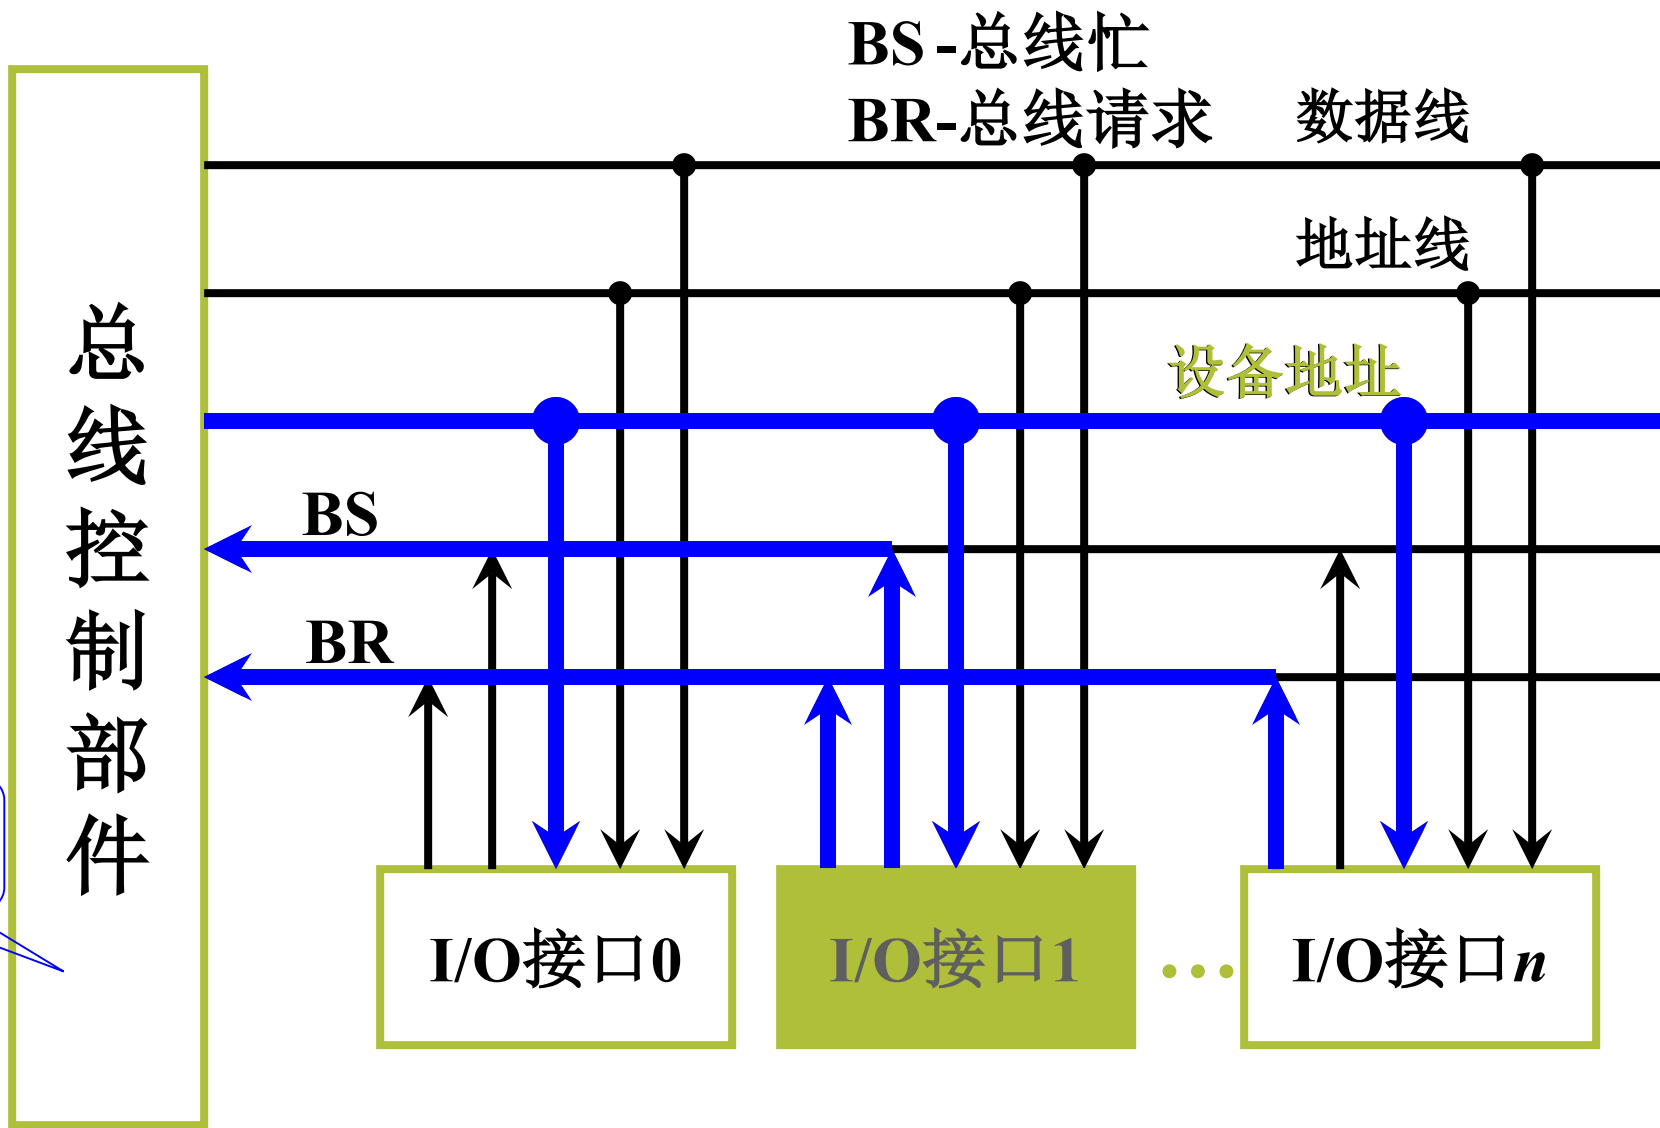 BS -总线忙
BR-总线请求
数据线
地址线
设备地址
BS
BR
总线控制部件
I/O接口0
I/O接口1
…
I/O接口n